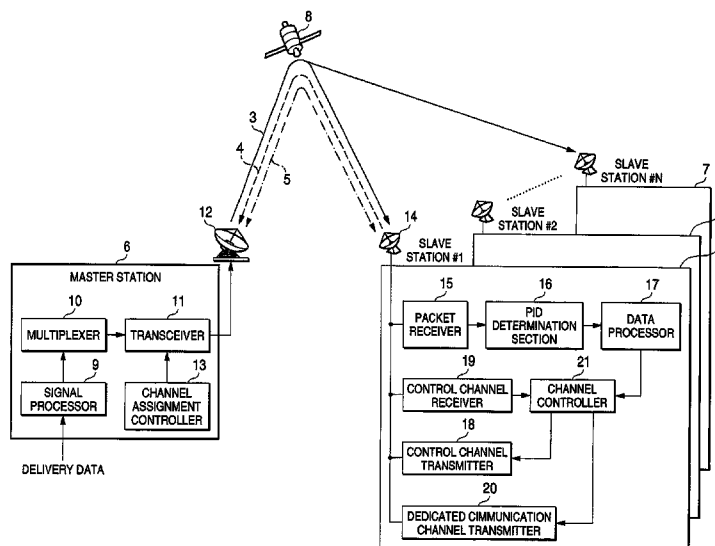 8
3
4
5
12
14
SLAVE
STATION #N
7
SLAVE
STATION #2
SLAVE
STATION #1
6
MASTER STATION
10
MULTIPLEXER
11
TRANSCEIVER
9
SIGNAL
PROCESSOR
13
CHANNEL
ASSIGNMENT
CONTROLLER
DELIVERY DATA
15
PACKET
RECEIVER
16
PID
DETERMINATION
SECTION
17
DATA
PROCESSOR
19
CONTROL CHANNEL
RECEIVER
21
CHANNEL
CONTROLLER
18
CONTROL CHANNEL
TRANSMITTER
20
DEDICATED CIMMUNICATION
CHANNEL TRANSMITTER